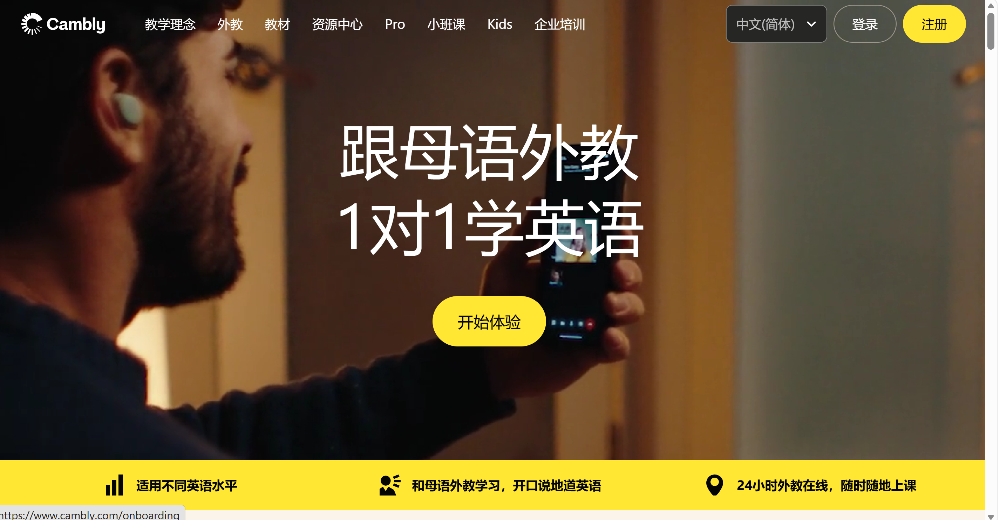 Cambly
教学理念
外教
教材
资源中心
Pro
小班课
Kids
企业培训
中文(简体)
登录
注册
跟母语外教
1对1学英语
开始体验
适用不同英语水平
和母语外教学习，开口说地道英语
24小时外教在线，随时随地上课
https://www.cambly.com/onboarding